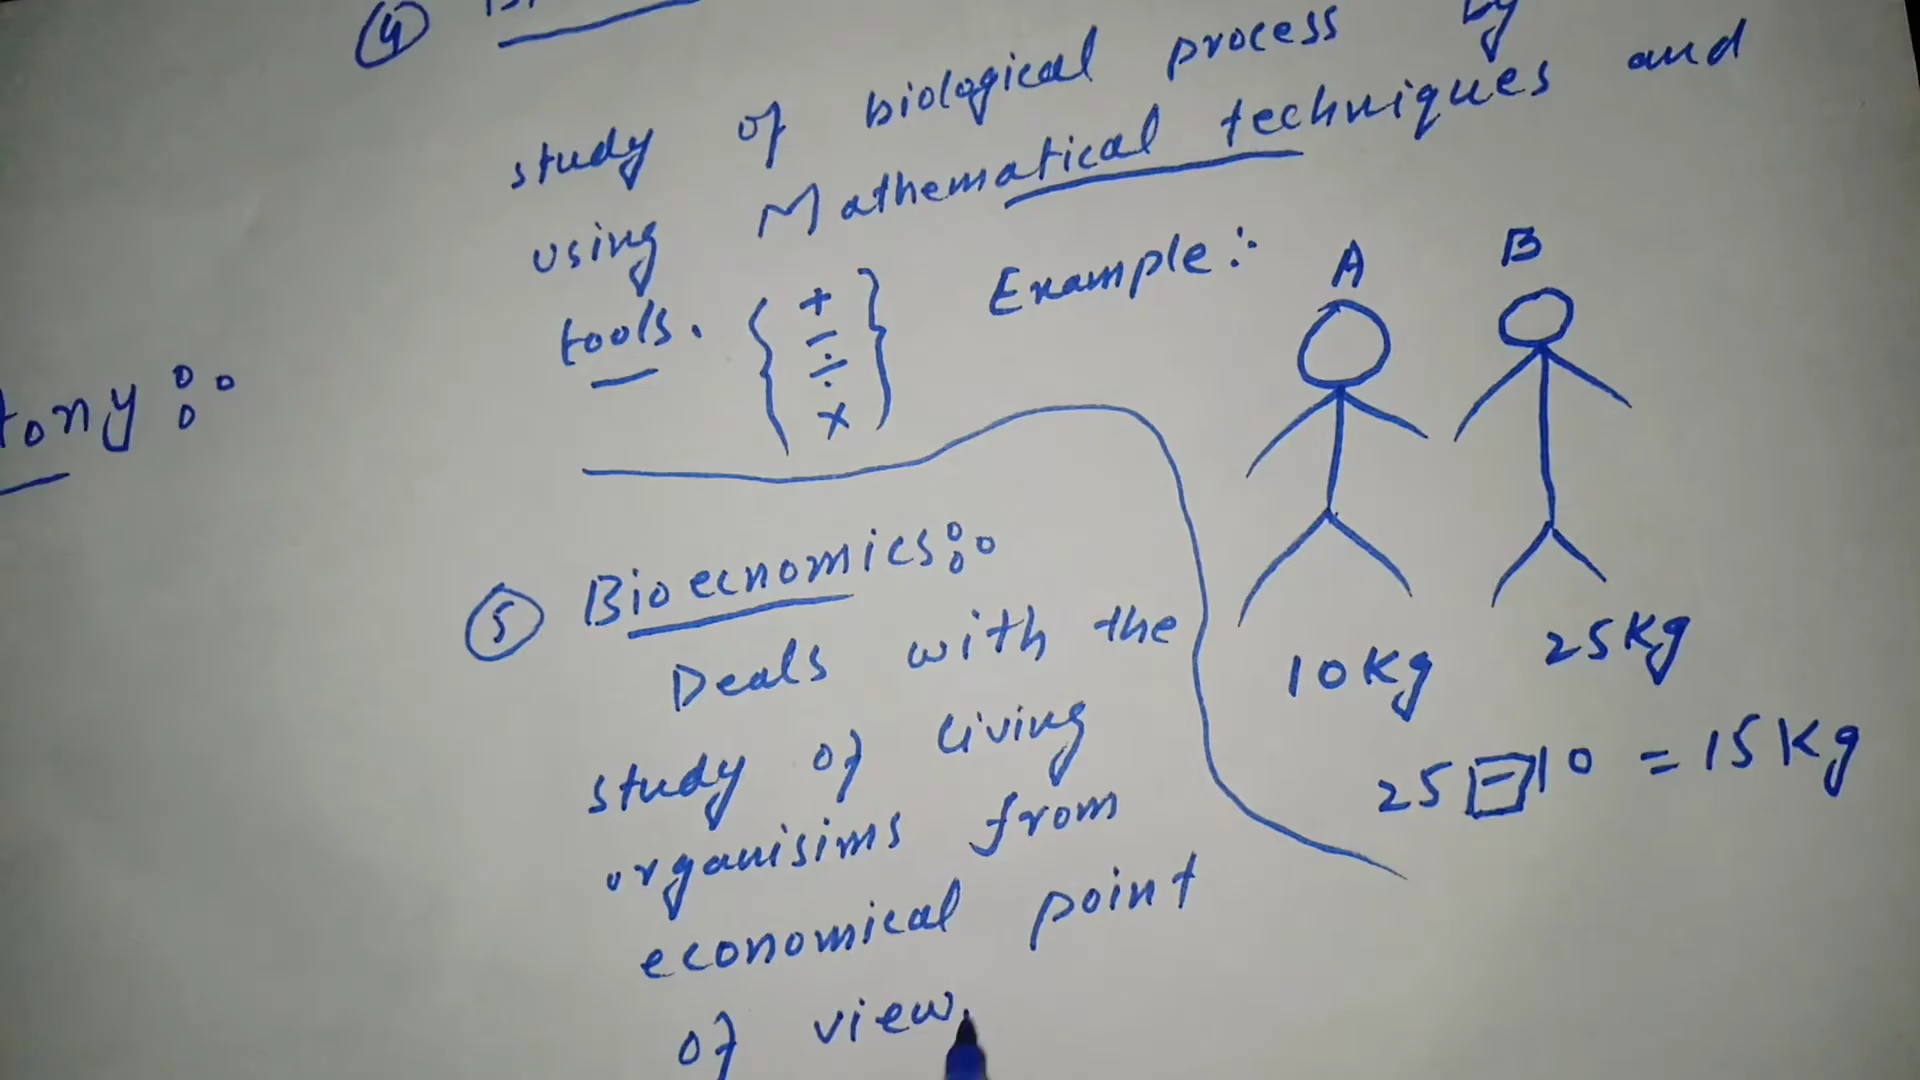 ④
study of biological process by
using Mathematical techniques and
tools. { + - ÷ × } Example:
A B
10Kg 25Kg
25 - 10 = 15Kg
tony:
⑤ Bioecnomics:
Deals with the
study of living
organisims from
economical point
of view.